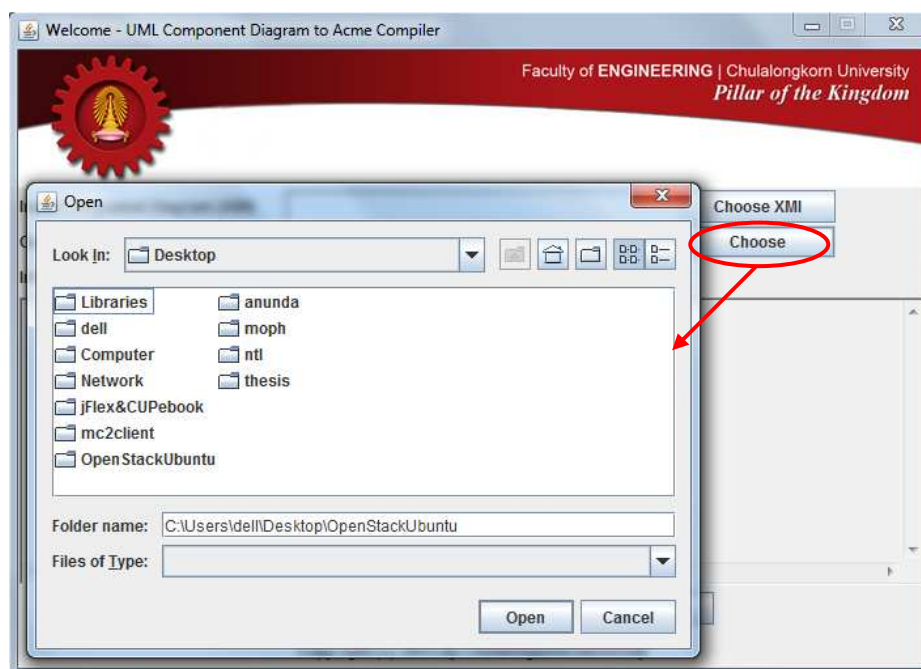 Welcome - UML Component Diagram to Acme Compiler
Faculty of ENGINEERING | Chulalongkorn University
Pillar of the Kingdom
Choose XMI
Choose
Open
Look In: Desktop
Libraries anunda
dell moph
Computer ntl
Network thesis
jFlex&CUPebook
mc2client
OpenStackUbuntu
Folder name: C:\Users\dell\Desktop\OpenStackUbuntu
Files of Type:
Open Cancel